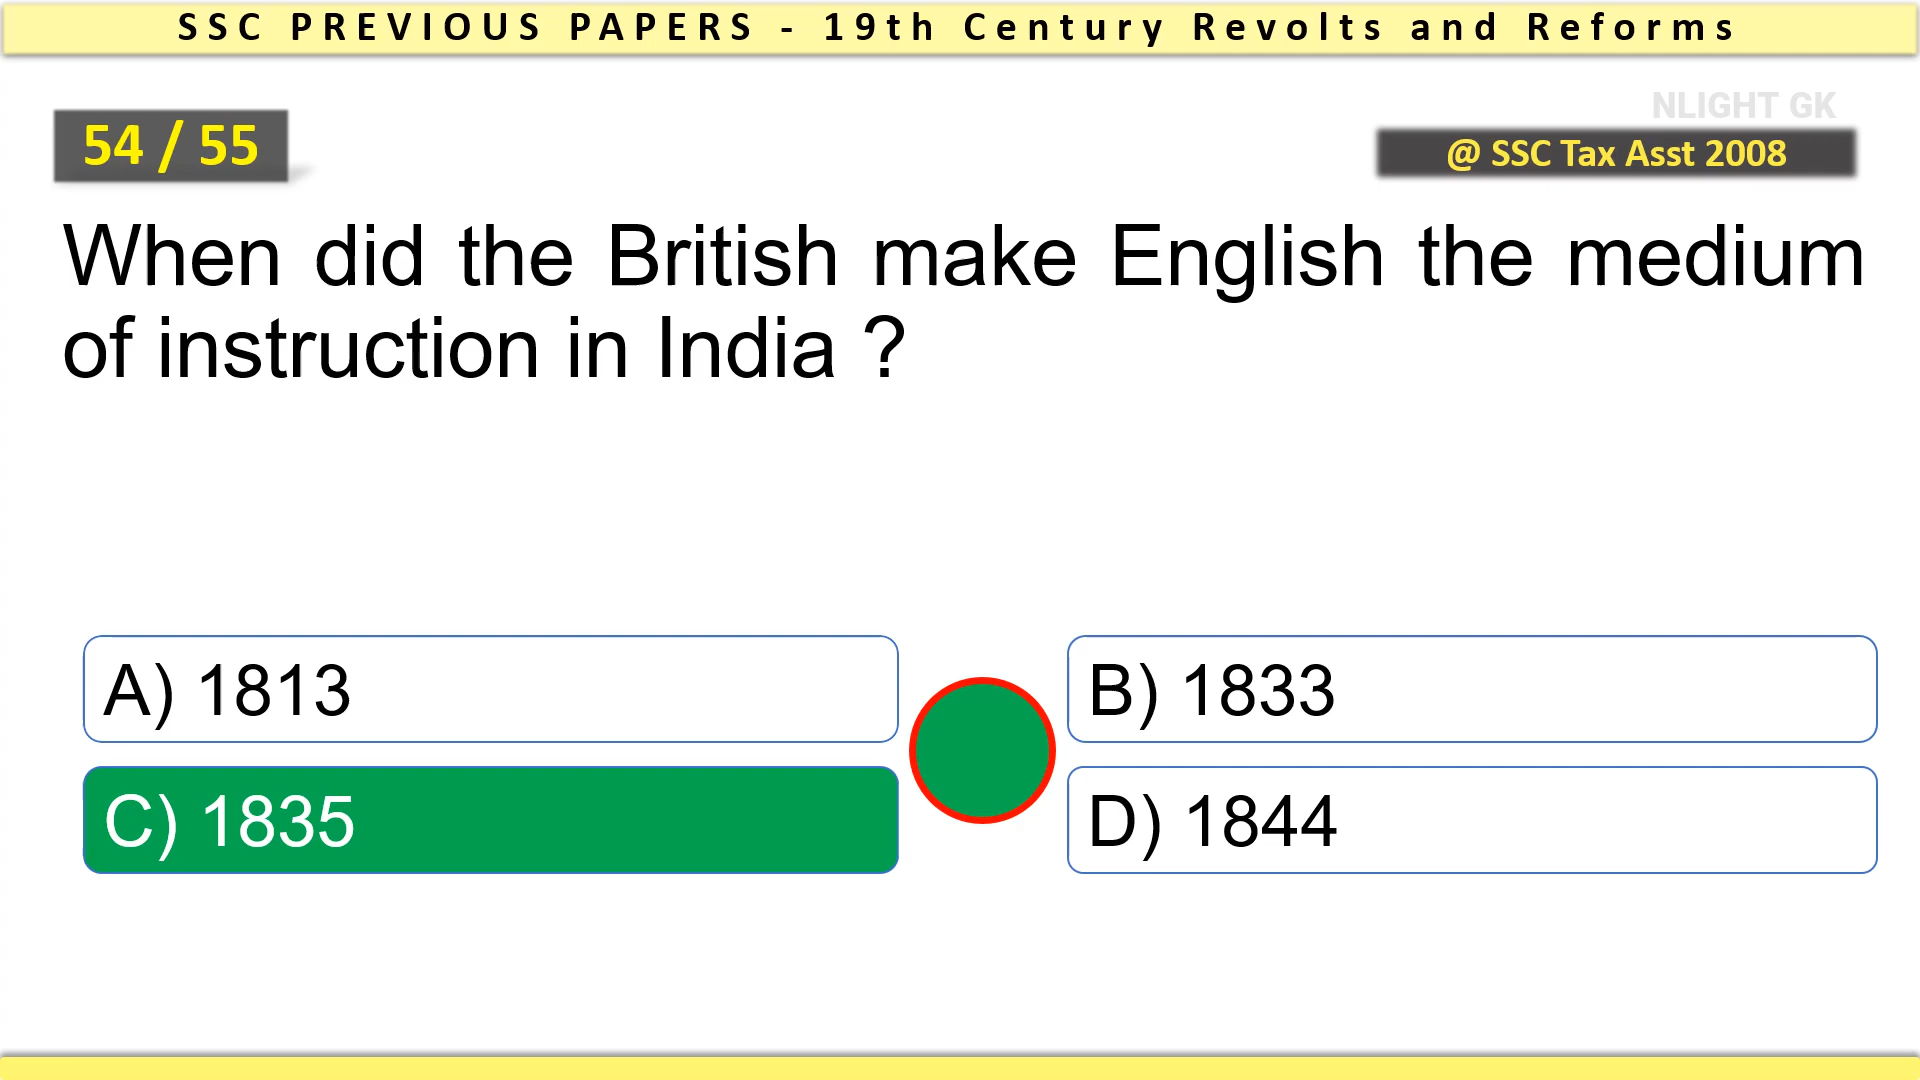 SSC PREVIOUS PAPERS - 19th Century Revolts and Reforms
NLIGHT GK
54 / 55
@ SSC Tax Asst 2008
When did the British make English the medium
of instruction in India ?
A) 1813
B) 1833
C) 1835
D) 1844